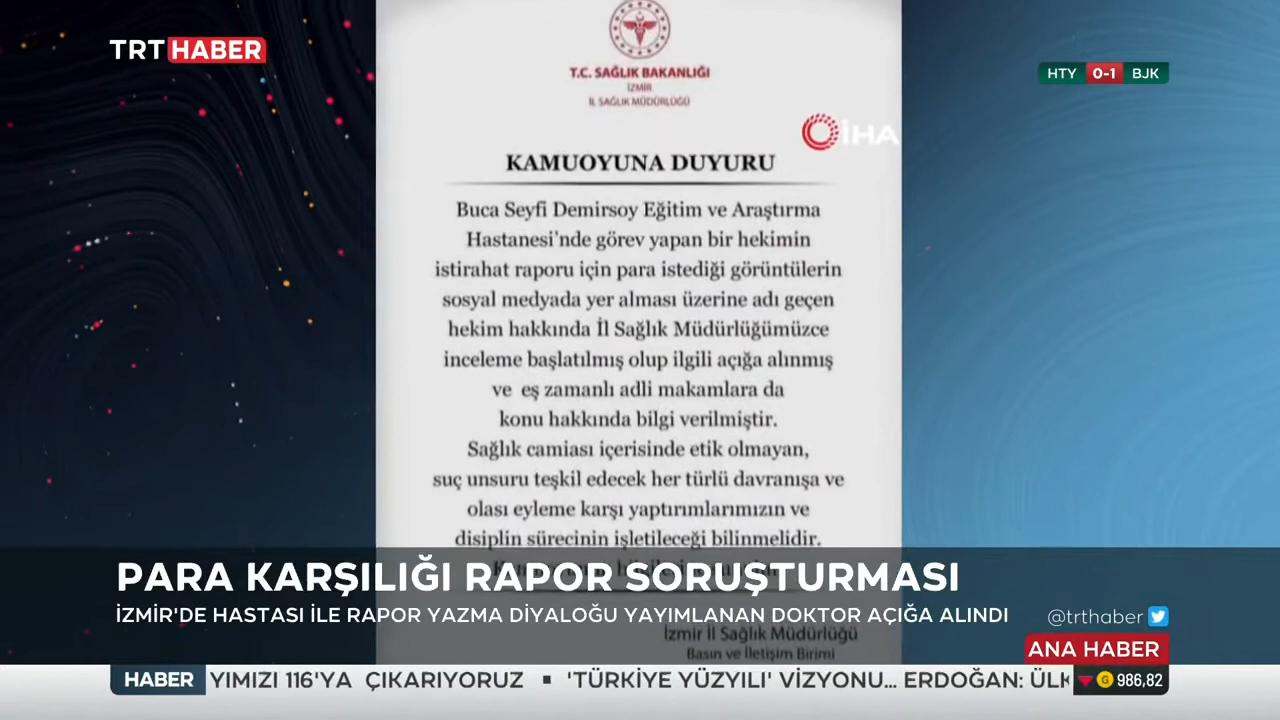 TRT HABER
HTY 0-1 BJK
T.C. SAĞLIK BAKANLIĞI
İZMİR
İL SAĞLIK MÜDÜRLÜĞÜ
İHA
KAMUOYUNA DUYURU
Buca Seyfi Demirsoy Eğitim ve Araştırma
Hastanesi'nde görev yapan bir hekimin
istirahat raporu için para istediği görüntülerin
sosyal medyada yer alması üzerine adı geçen
hekim hakkında İl Sağlık Müdürlüğümüzce
inceleme başlatılmış olup ilgili açığa alınmış
ve eş zamanlı adli makamlara da
konu hakkında bilgi verilmiştir.
Sağlık camiası içerisinde etik olmayan,
suç unsuru teşkil edecek her türlü davranışa ve
olası eyleme karşı yaptırımlarımızın ve
disiplin sürecinin işletileceği bilinmelidir.
PARA KARŞILIĞI RAPOR SORUŞTURMASI
İZMİR'DE HASTASI İLE RAPOR YAZMA DİYALOĞU YAYIMLANAN DOKTOR AÇIĞA ALINDI
@trthaber
İzmir İl Sağlık Müdürlüğü
Basın ve İletişim Birimi
ANA HABER
HABER YIMIZI 116'YA ÇIKARIYORUZ ▪ 'TÜRKİYE YÜZYILI' VİZYONU... ERDOĞAN: ÜLK
G 986,82